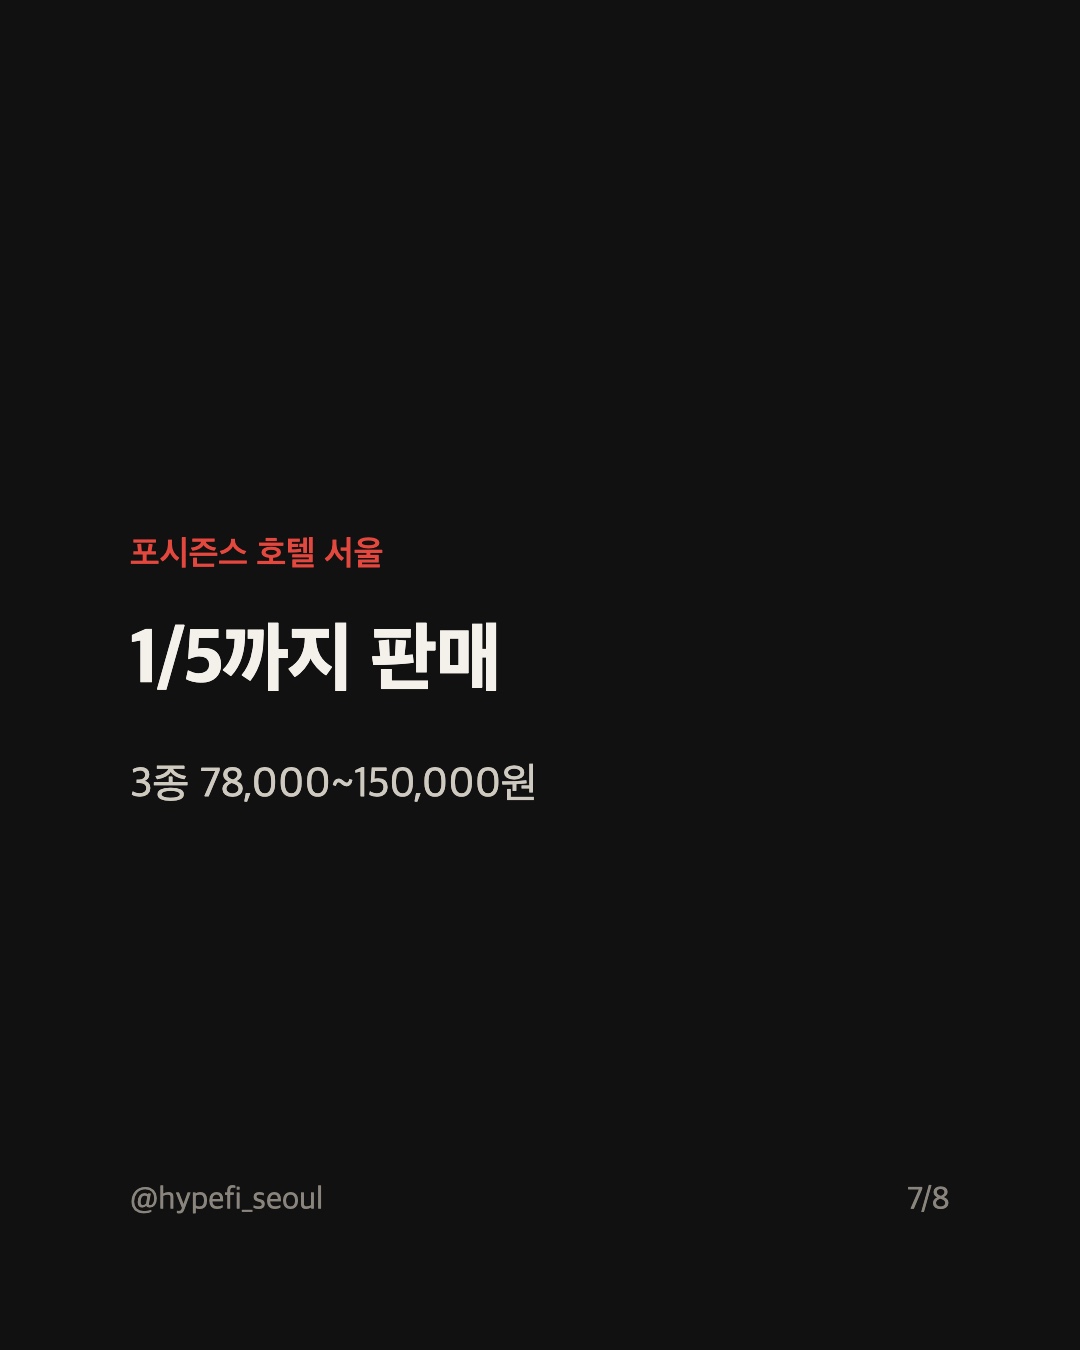 포시즌스 호텔 서울
1/5까지 판매
3종 78,000~150,000원
@hypefi_seoul
7/8